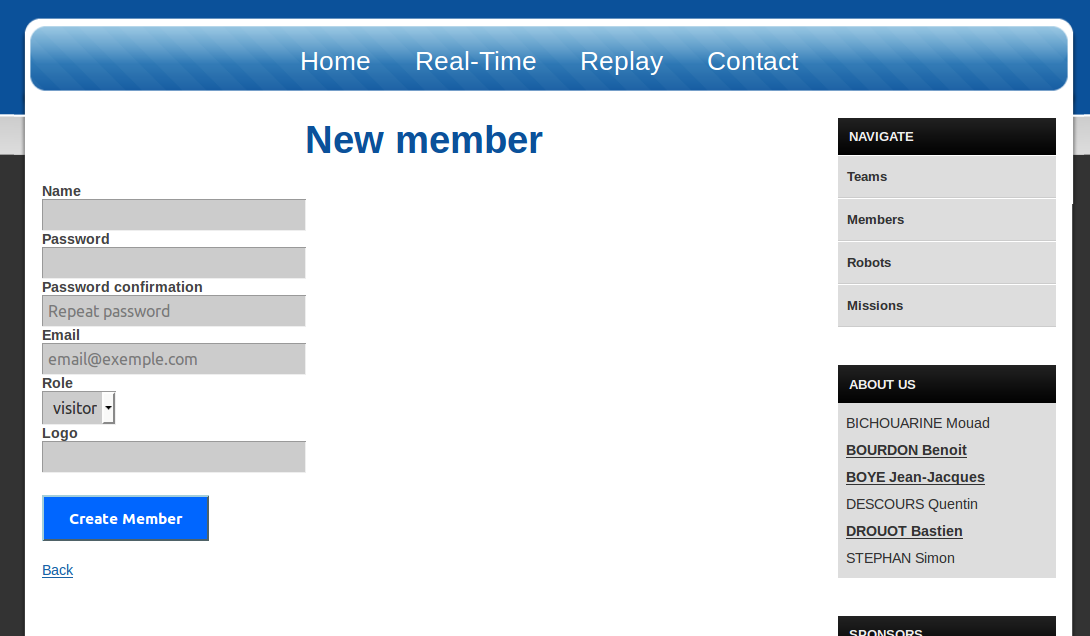 Home Real-Time Replay Contact
New member
Name
Password
Password confirmation
Repeat password
Email
email@exemple.com
Role
visitor
Logo
Create Member
Back
NAVIGATE
Teams
Members
Robots
Missions
ABOUT US
BICHOUARINE Mouad
BOURDON Benoit
BOYE Jean-Jacques
DESCOURS Quentin
DROUOT Bastien
STEPHAN Simon
SPONSORS